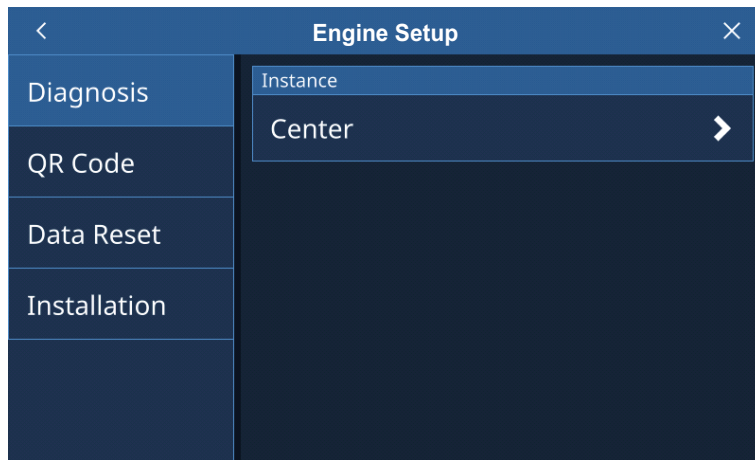 Engine Setup
Diagnosis
QR Code
Data Reset
Installation
Instance
Center